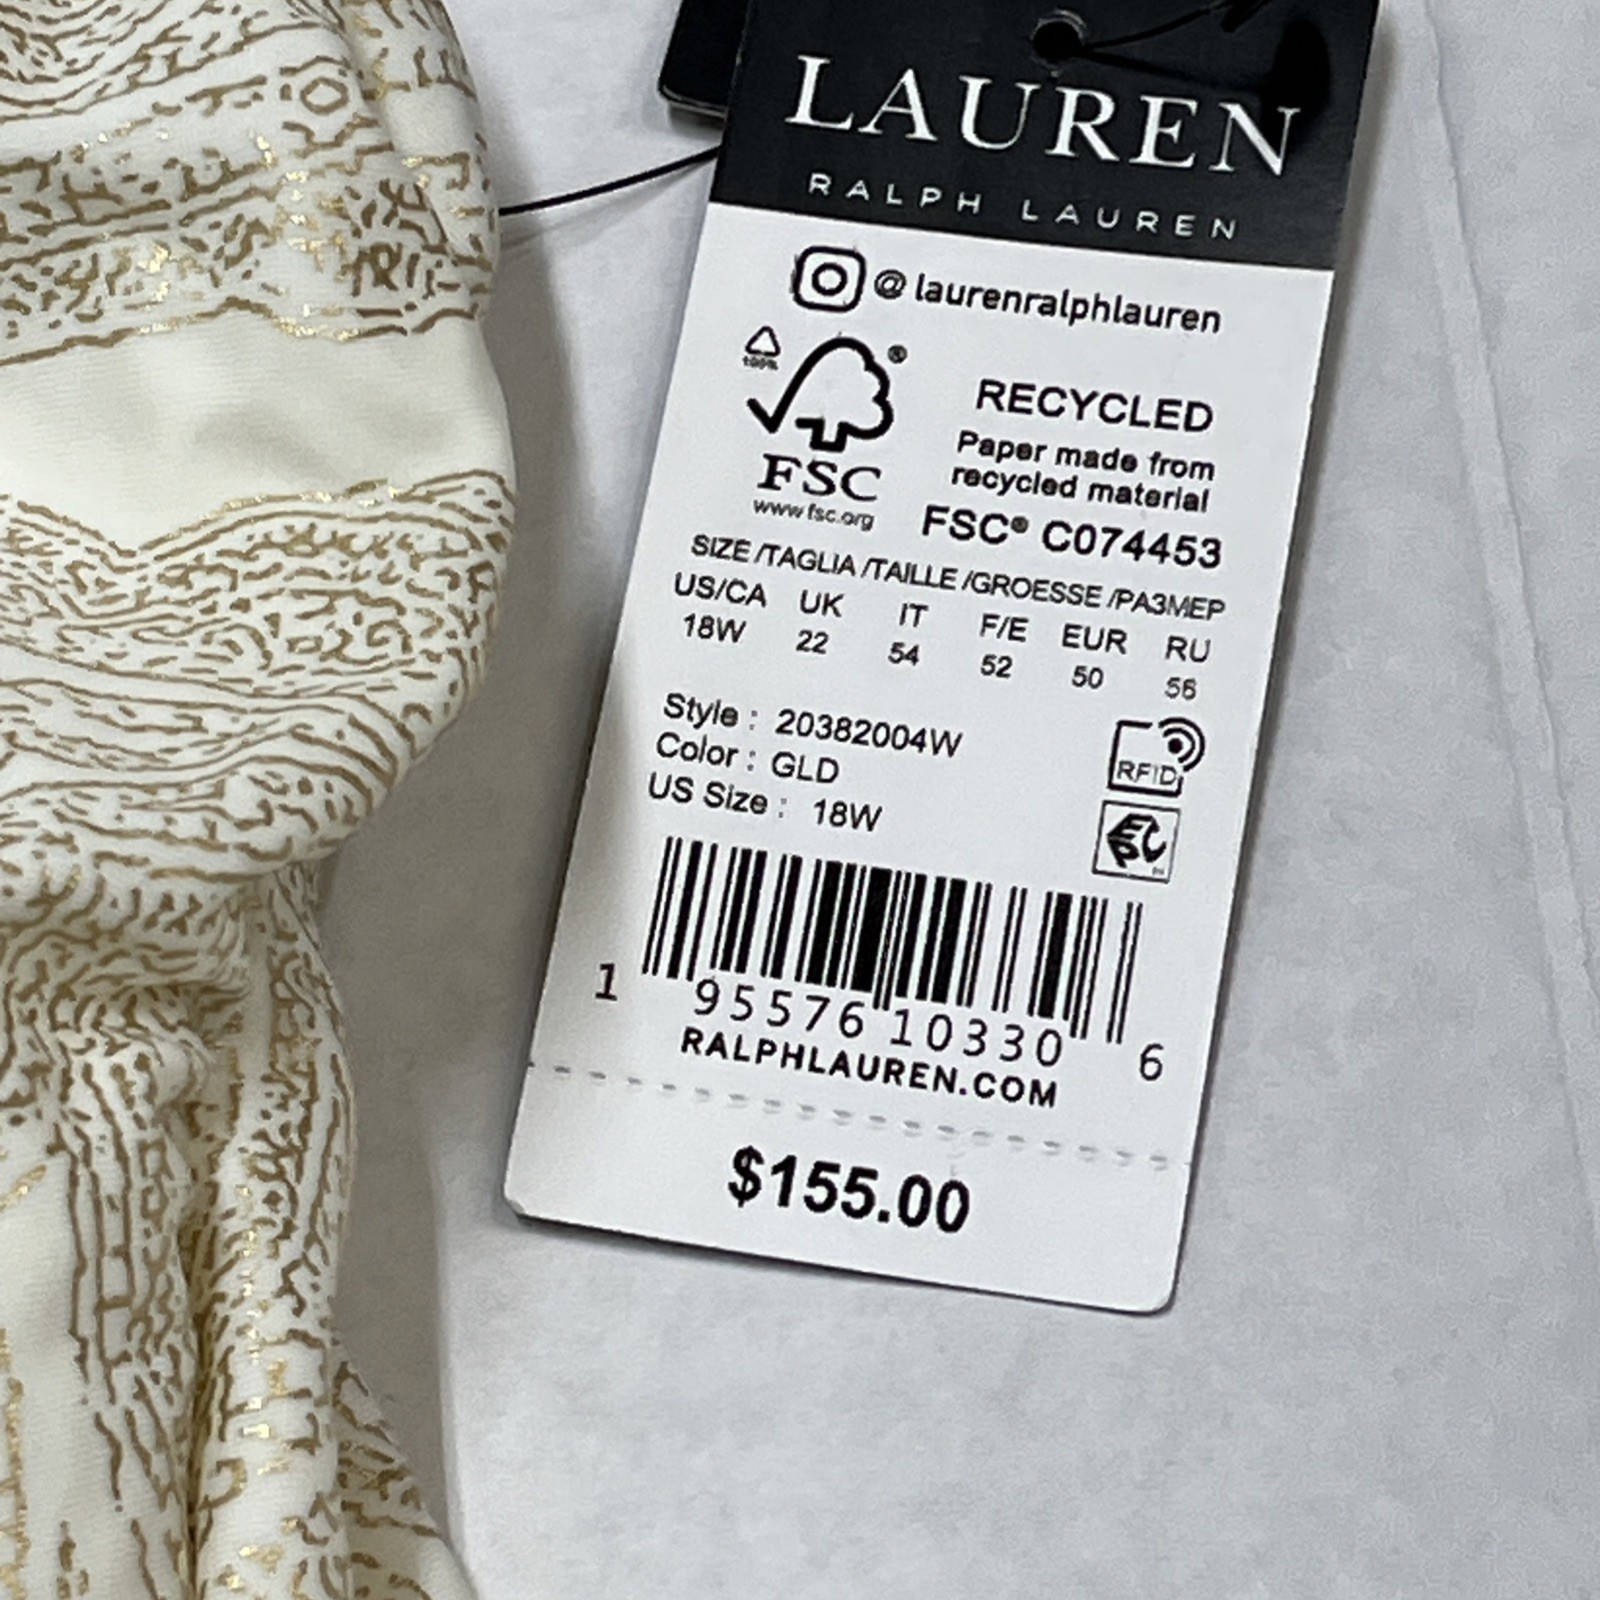 LAUREN
RALPH LAUREN
@ laurenralphlauren
100%
®
RECYCLED
Paper made from
recycled material
FSC
www.fsc.org
FSC® C074453
SIZE /TAGLIA /TAILLE /GROESSE /РАЗМЕР
US/CA UK IT F/E EUR RU
18W 22 54 52 50 56
Style : 20382004W
Color : GLD
US Size : 18W
RFID
EPC
1 95576 10330 6
RALPHLAUREN.COM
$155.00